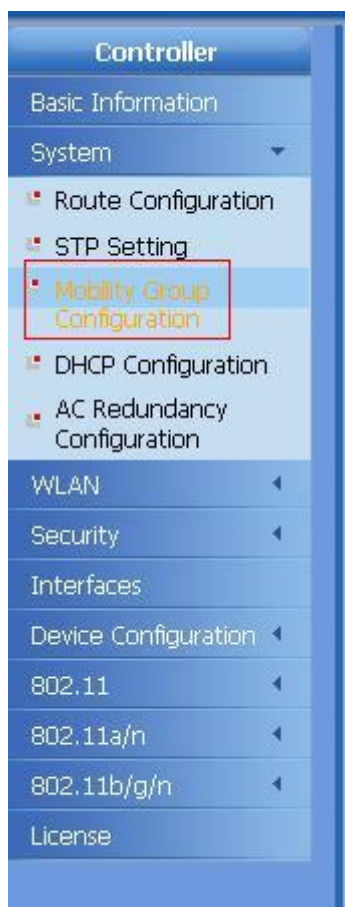 Controller
Basic Information
System
Route Configuration
STP Setting
Mobility Group
Configuration
DHCP Configuration
AC Redundancy
Configuration
WLAN
Security
Interfaces
Device Configuration
802.11
802.11a/n
802.11b/g/n
License